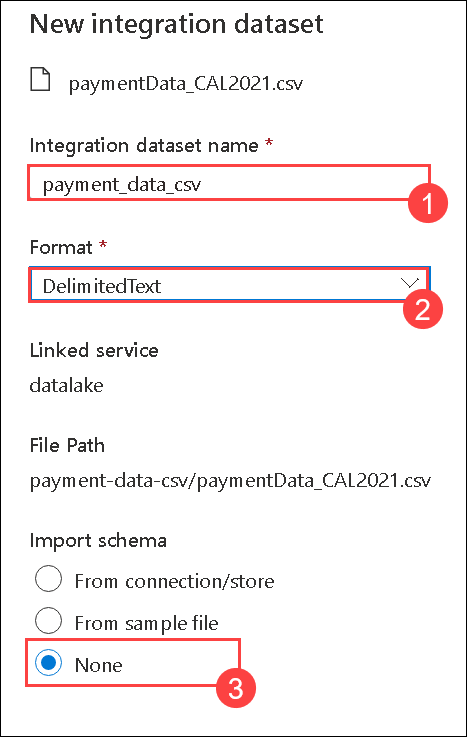 New integration dataset
paymentData_CAL2021.csv
Integration dataset name *
payment_data_csv
1
Format *
DelimitedText
2
Linked service
datalake
File Path
payment-data-csv/paymentData_CAL2021.csv
Import schema
From connection/store
From sample file
None
3